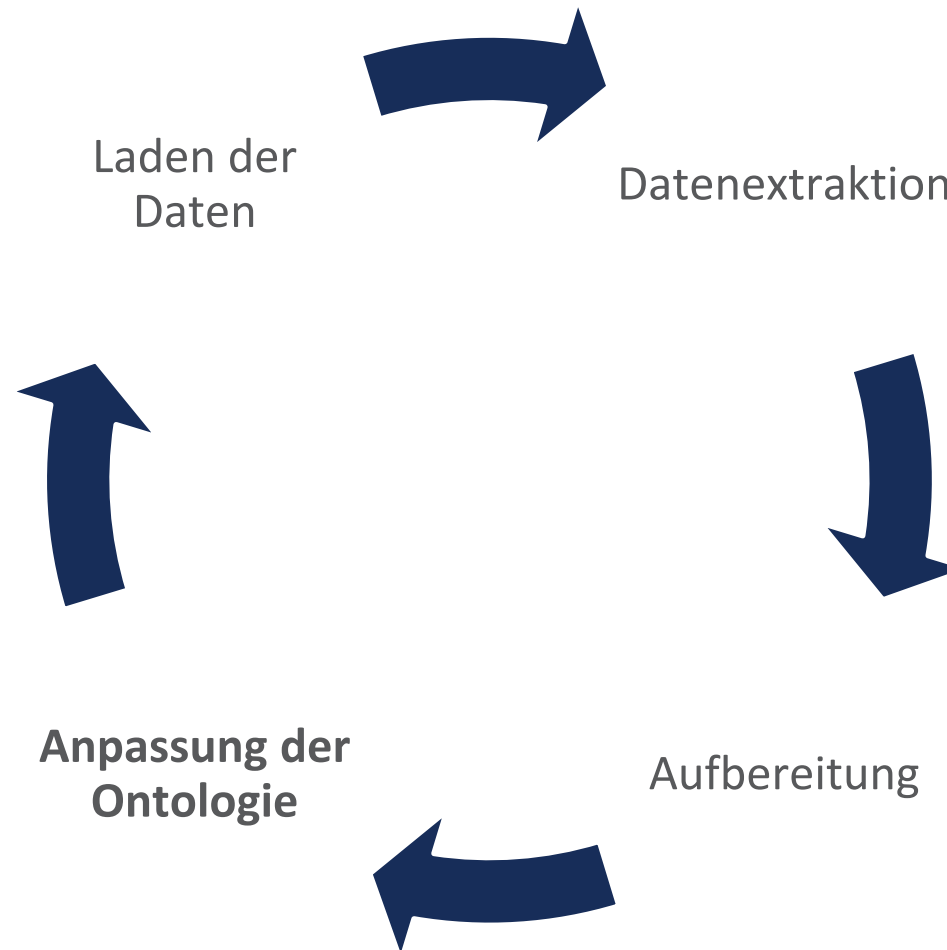 Laden der
Daten
Datenextraktion
Anpassung der
Ontologie
Aufbereitung